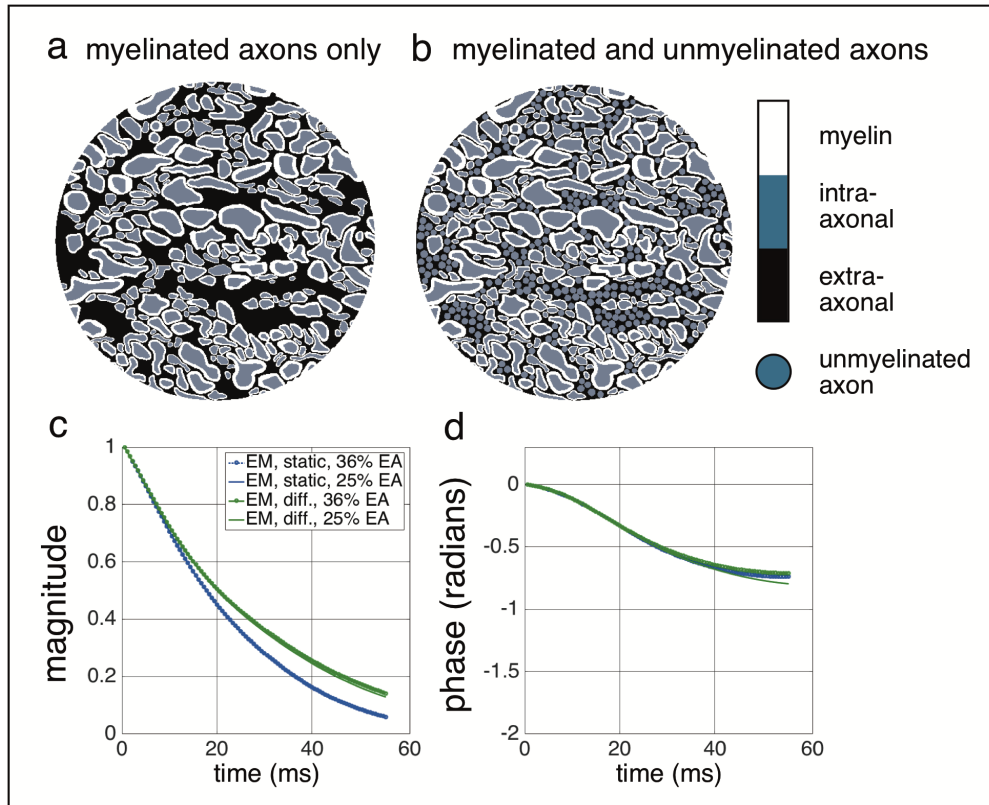 a myelinated axons only
b myelinated and unmyelinated axons
myelin
intra-
axonal
extra-
axonal
unmyelinated
axon
c
EM, static, 36% EA
EM, static, 25% EA
EM, diff., 36% EA
EM, diff., 25% EA
1
0.8
0.6
0.4
0.2
0
magnitude
0
20
40
60
time (ms)
d
0
-0.5
-1
-1.5
-2
phase (radians)
0
20
40
60
time (ms)